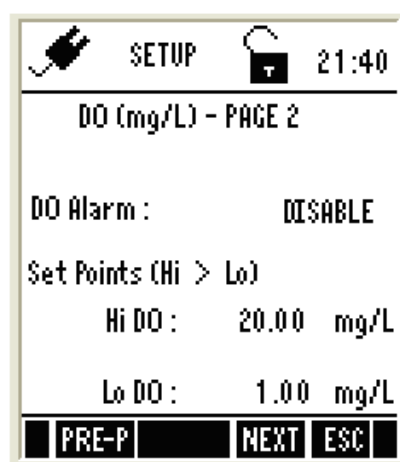 SETUP 21:40
DO (mg/L) - PAGE 2
DO Alarm : DISABLE
Set Points (Hi > Lo)
Hi DO : 20.00 mg/L
Lo DO : 1.00 mg/L
PRE-P NEXT ESC